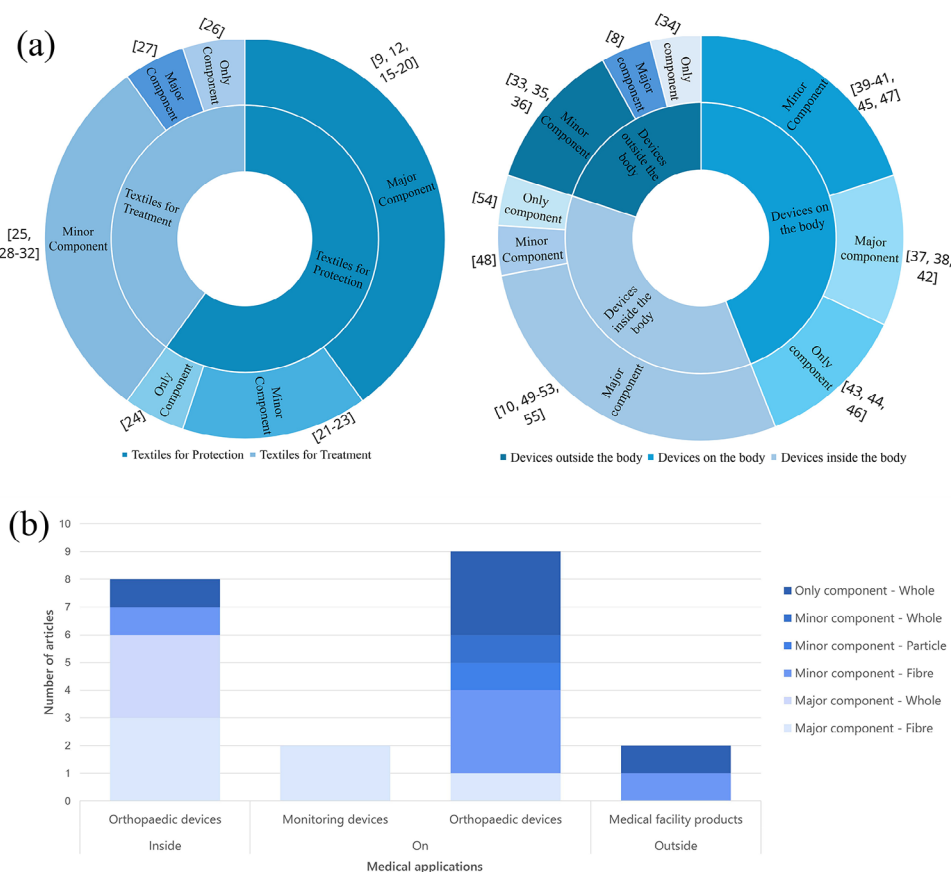 (a)
[26]
[27]
Only
Component
Major
Component
[9, 12,
15-20]
Major
Component
Textiles for
Treatment
Textiles for
Protection
Minor
Component
[25,
28-32]
Only
Component
[24]
Minor
Component
[21-23]
Textiles for Protection
Textiles for Treatment
[34]
[8]
Only
component
Major
component
[33, 35,
36]
Minor
Component
Devices
outside the
body
Minor
Component
[39-41,
45, 47]
[54]
Only
component
[48]
Minor
Component
Devices on
the body
Major
component
[37, 38,
42]
Devices
inside the
body
Only
component
[43, 44,
46]
Major
component
[10, 49-53,
55]
Devices outside the body
Devices on the body
Devices inside the body
(b)
10
9
8
7
6
5
4
3
2
1
0
Number of articles
Orthopaedic devices
Monitoring devices
Orthopaedic devices
Medical facility products
Inside
On
Outside
Medical applications
Only component - Whole
Minor component - Whole
Minor component - Particle
Minor component - Fibre
Major component - Whole
Major component - Fibre